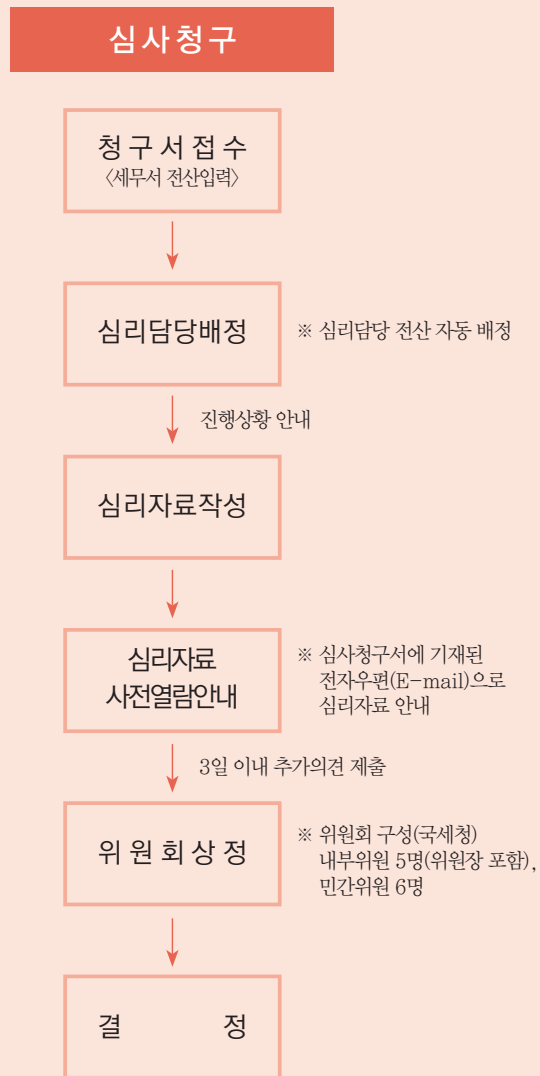 심사청구
청구서접수
〈세무서 전산입력〉
심리담당배정
※ 심리담당 전산 자동 배정
진행상황 안내
심리자료작성
심리자료
사전열람안내
※ 심사청구서에 기재된
전자우편(E-mail)으로
심리자료 안내
3일 이내 추가의견 제출
위원회상정
※ 위원회 구성(국세청)
내부위원 5명(위원장 포함),
민간위원 6명
결 정